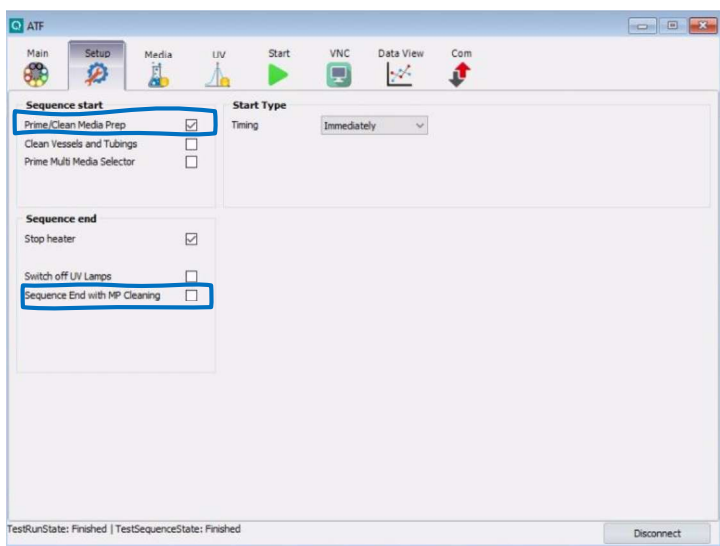 ATF
Main Setup Media UV Start VNC Data View Com
Sequence start
Prime/Clean Media Prep
Clean Vessels and Tubings
Prime Multi Media Selector
Start Type
Timing Immediately
Sequence end
Stop heater
Switch off UV Lamps
Sequence End with MP Cleaning
TestRunState: Finished | TestSequenceState: Finished
Disconnect